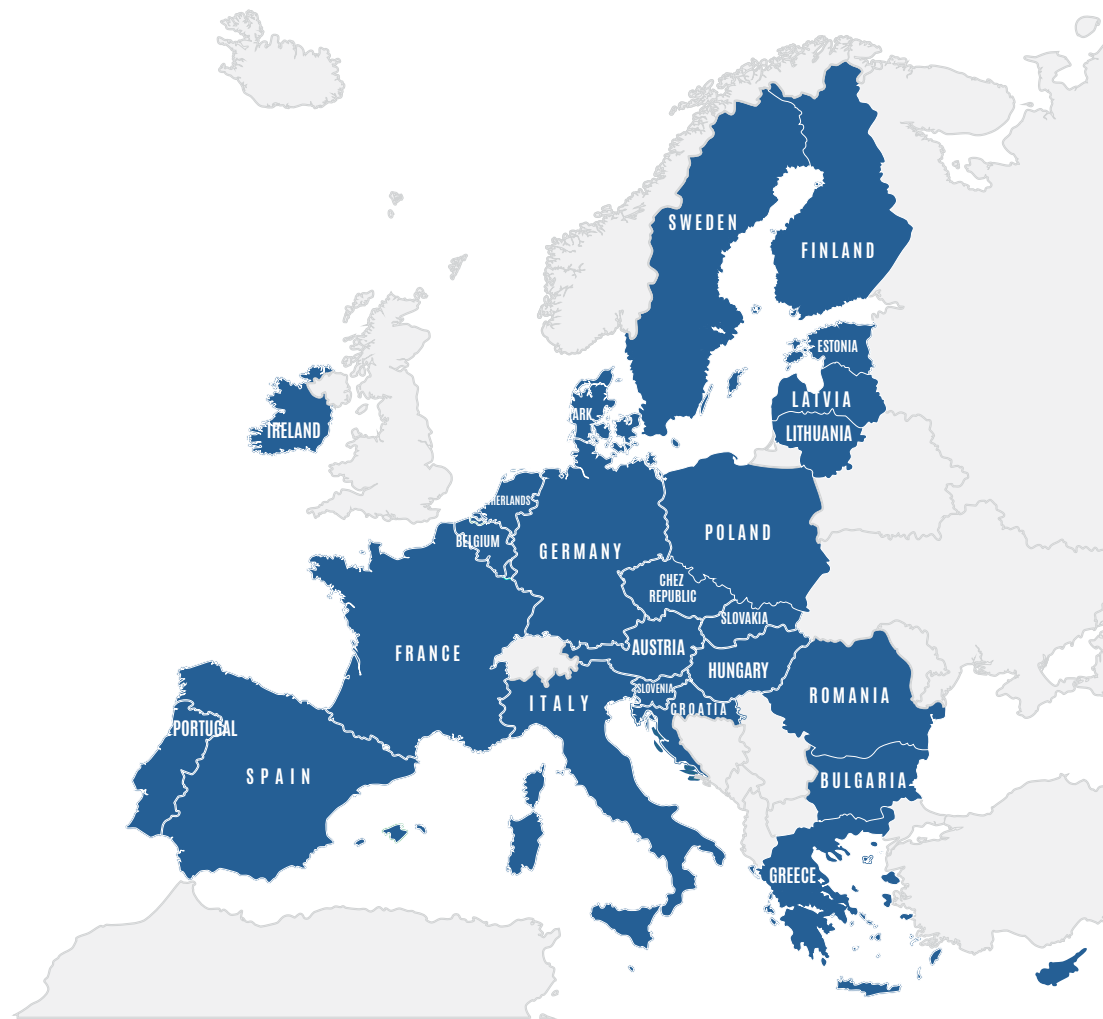 SWEDEN
FINLAND
ESTONIA
LATVIA
LITHUANIA
ARK
IRELAND
HERLANDS
BELGIUM
GERMANY
POLAND
CHEZ
REPUBLIC
SLOVAKIA
FRANCE
AUSTRIA
HUNGARY
SLOVENIA
CROATIA
ITALY
ROMANIA
PORTUGAL
SPAIN
BULGARIA
GREECE